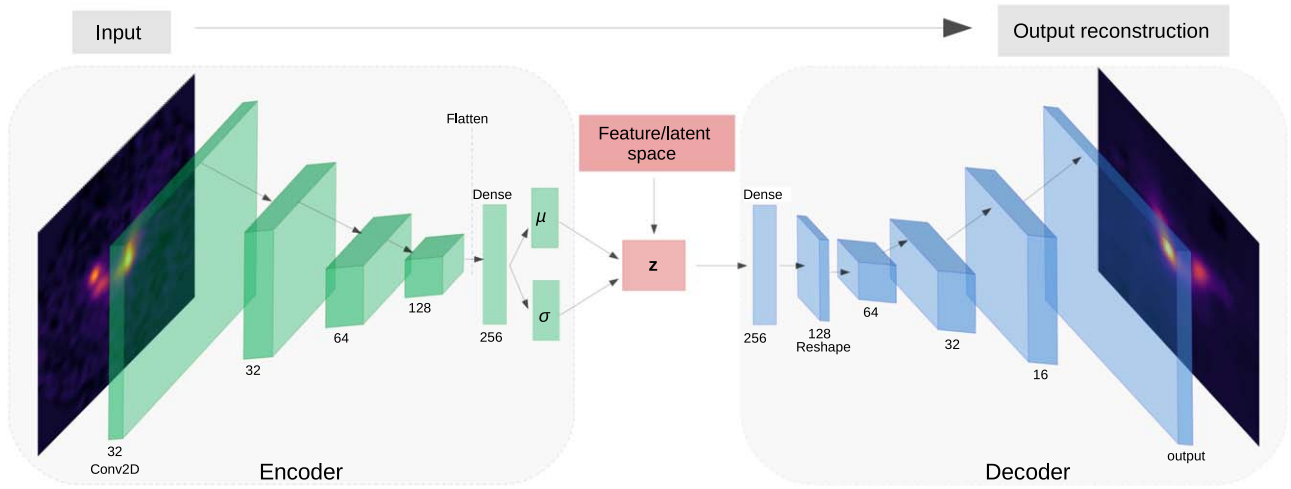 Input
Output reconstruction
Flatten
Feature/latent
space
Dense
μ
σ
z
Dense
32
Conv2D
32
64
128
256
256
128
Reshape
64
32
16
output
Encoder
Decoder